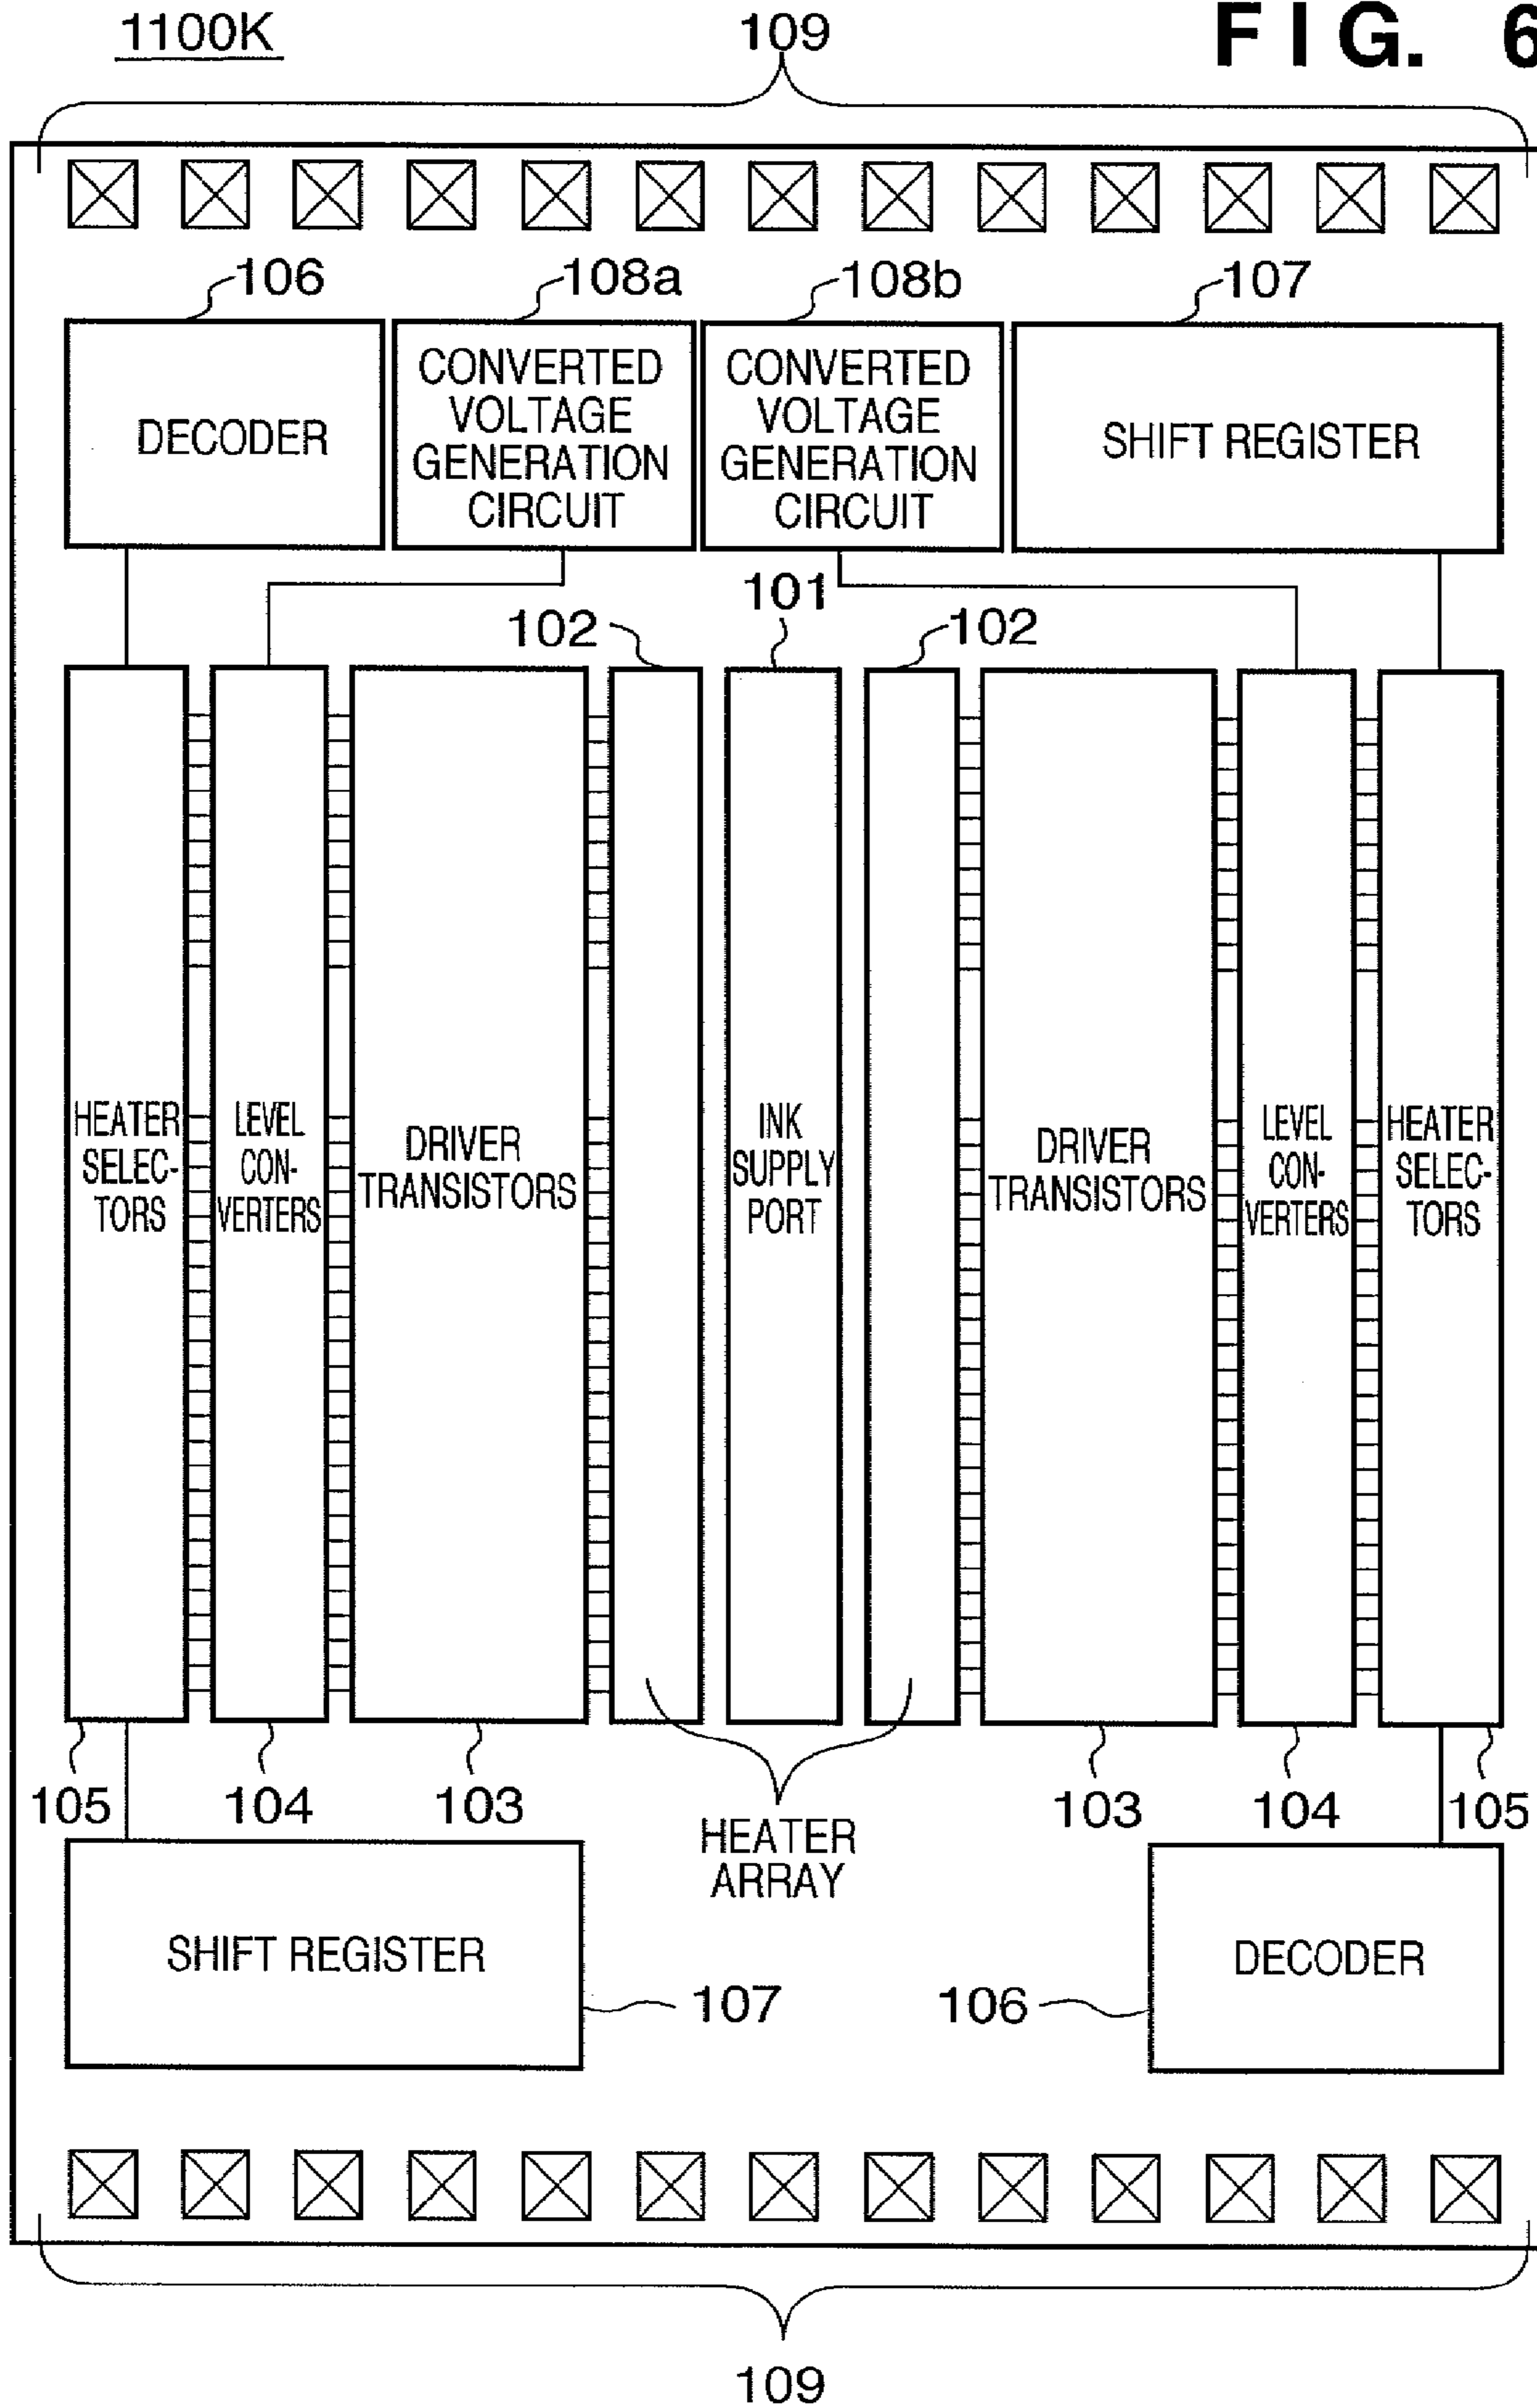 1100K
109
FIG. 6
106
108a
108b
107
DECODER
CONVERTED
VOLTAGE
GENERATION
CIRCUIT
CONVERTED
VOLTAGE
GENERATION
CIRCUIT
SHIFT REGISTER
102
101
102
HEATER
SELEC-
TORS
LEVEL
CON-
VERTERS
DRIVER
TRANSISTORS
INK
SUPPLY
PORT
DRIVER
TRANSISTORS
LEVEL
CON-
VERTERS
HEATER
SELEC-
TORS
105
104
103
HEATER
ARRAY
103
104
105
SHIFT REGISTER
107
106
DECODER
109